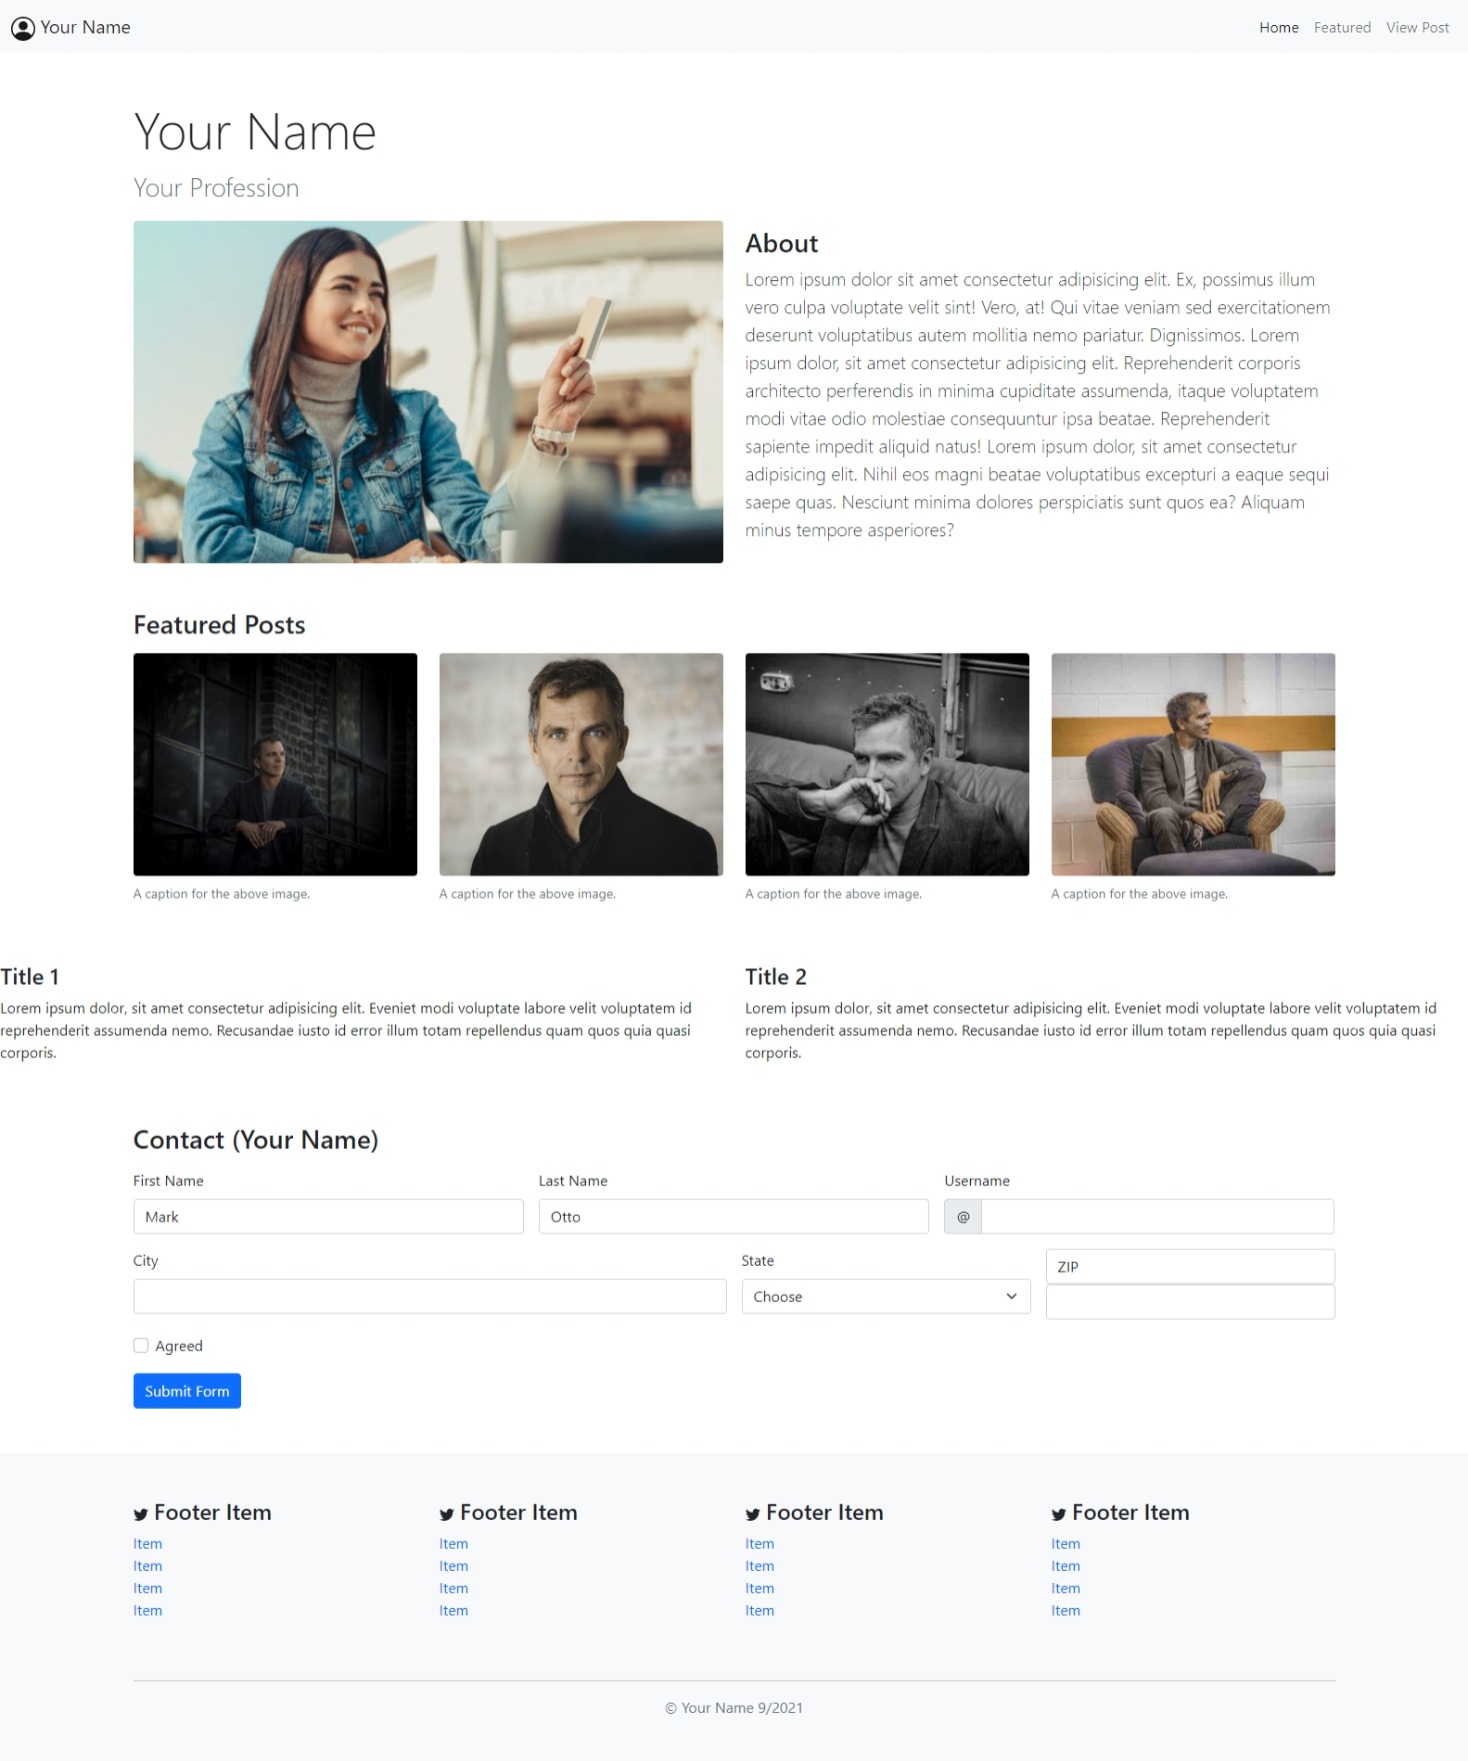 Your Name
Home Featured View Post
Your Name
Your Profession
About
Lorem ipsum dolor sit amet consectetur adipisicing elit. Ex, possimus illum
vero culpa voluptate velit sint! Vero, at! Qui vitae veniam sed exercitationem
deserunt voluptatibus autem mollitia nemo pariatur. Dignissimos. Lorem
ipsum dolor, sit amet consectetur adipisicing elit. Reprehenderit corporis
architecto perferendis in minima cupiditate assumenda, itaque voluptatem
modi vitae odio molestiae consequuntur ipsa beatae. Reprehenderit
sapiente impedit aliquid natus! Lorem ipsum dolor, sit amet consectetur
adipisicing elit. Nihil eos magni beatae voluptatibus excepturi a eaque sequi
saepe quas. Nesciunt minima dolores perspiciatis sunt quos ea? Aliquam
minus tempore asperiores?
Featured Posts
A caption for the above image.
A caption for the above image.
A caption for the above image.
A caption for the above image.
Title 1
Lorem ipsum dolor, sit amet consectetur adipisicing elit. Eveniet modi voluptate labore velit voluptatem id
reprehenderit assumenda nemo. Recusandae iusto id error illum totam repellendus quam quos quia quasi
corporis.
Title 2
Lorem ipsum dolor, sit amet consectetur adipisicing elit. Eveniet modi voluptate labore velit voluptatem id
reprehenderit assumenda nemo. Recusandae iusto id error illum totam repellendus quam quos quia quasi
corporis.
Contact (Your Name)
First Name
Mark
Last Name
Otto
Username
@
City
State
Choose
ZIP
Agreed
Submit Form
Footer Item
Item
Item
Item
Item
Footer Item
Item
Item
Item
Item
Footer Item
Item
Item
Item
Item
Footer Item
Item
Item
Item
Item
© Your Name 9/2021